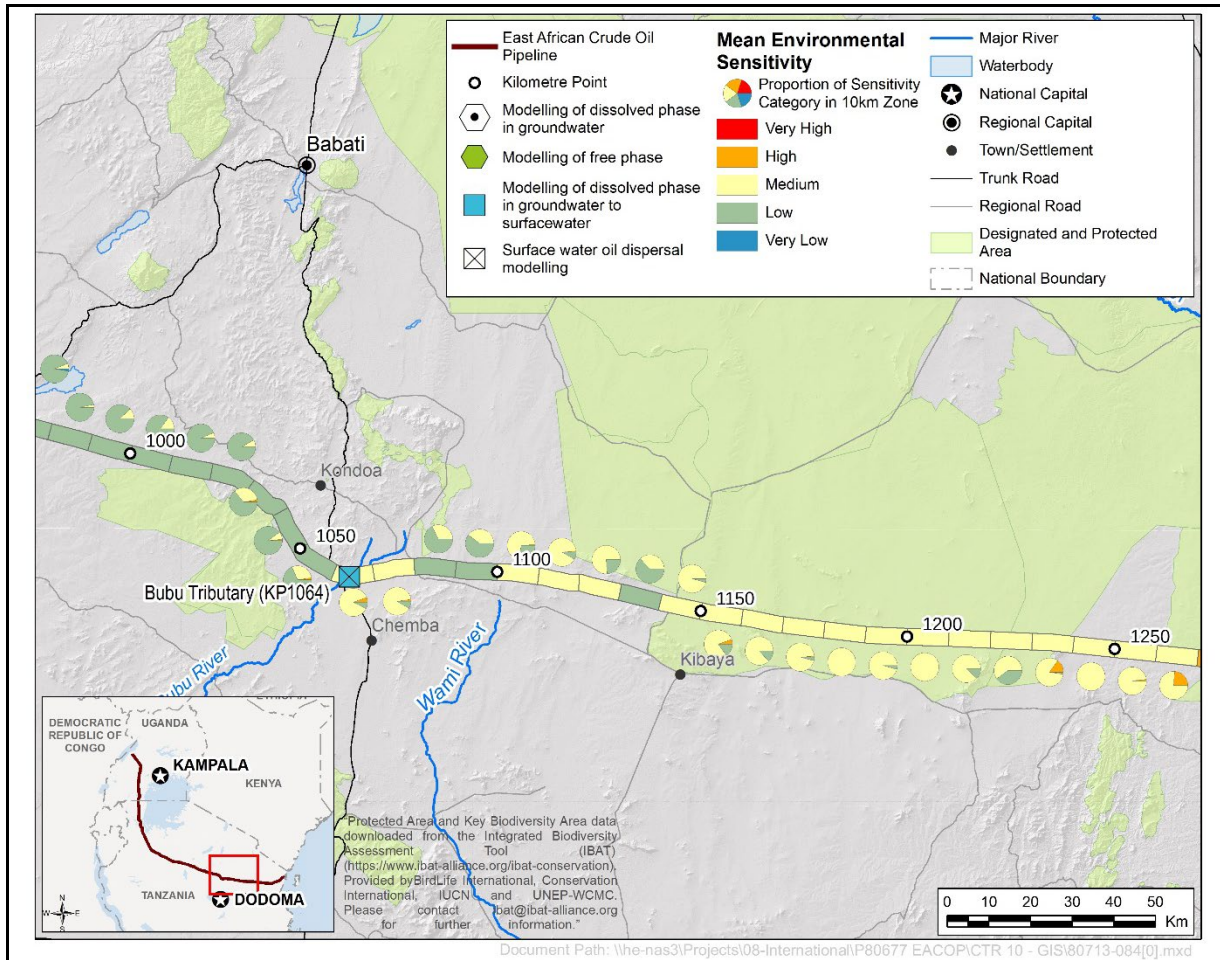 East African Crude Oil
Pipeline
Kilometre Point
Modelling of dissolved phase
in groundwater
Modelling of free phase
Modelling of dissolved phase
in groundwater to
surfacewater
Surface water oil dispersal
modelling
Mean Environmental
Sensitivity
Proportion of Sensitivity
Category in 10km Zone
Very High
High
Medium
Low
Very Low
Major River
Waterbody
National Capital
Regional Capital
Town/Settlement
Trunk Road
Regional Road
Designated and Protected
Area
National Boundary
Babati
1000
Kondoa
1050
1100
Bubu Tributary (KP1064)
1150
1200
1250
Chemba
Kibaya
Wami River
Bubu River
DEMOCRATIC
REPUBLIC OF
CONGO
UGANDA
KAMPALA
KENYA
TANZANIA
DODOMA
N
W E
S
"Protected Area and Key Biodiversity Area data
downloaded from the Integrated Biodiversity
Assessment Tool (IBAT)
(https://www.ibat-alliance.org/ibat-conservation).
Provided byBirdLife International, Conservation
International, IUCN and UNEP-WCMC.
Please contact ibat@ibat-alliance.org
for further information."
0 10 20 30 40 50
Km
Document Path: \\he-nas3\Projects\08-International\P80677 EACOP\CTR 10 - GIS\80713-084[0].mxd